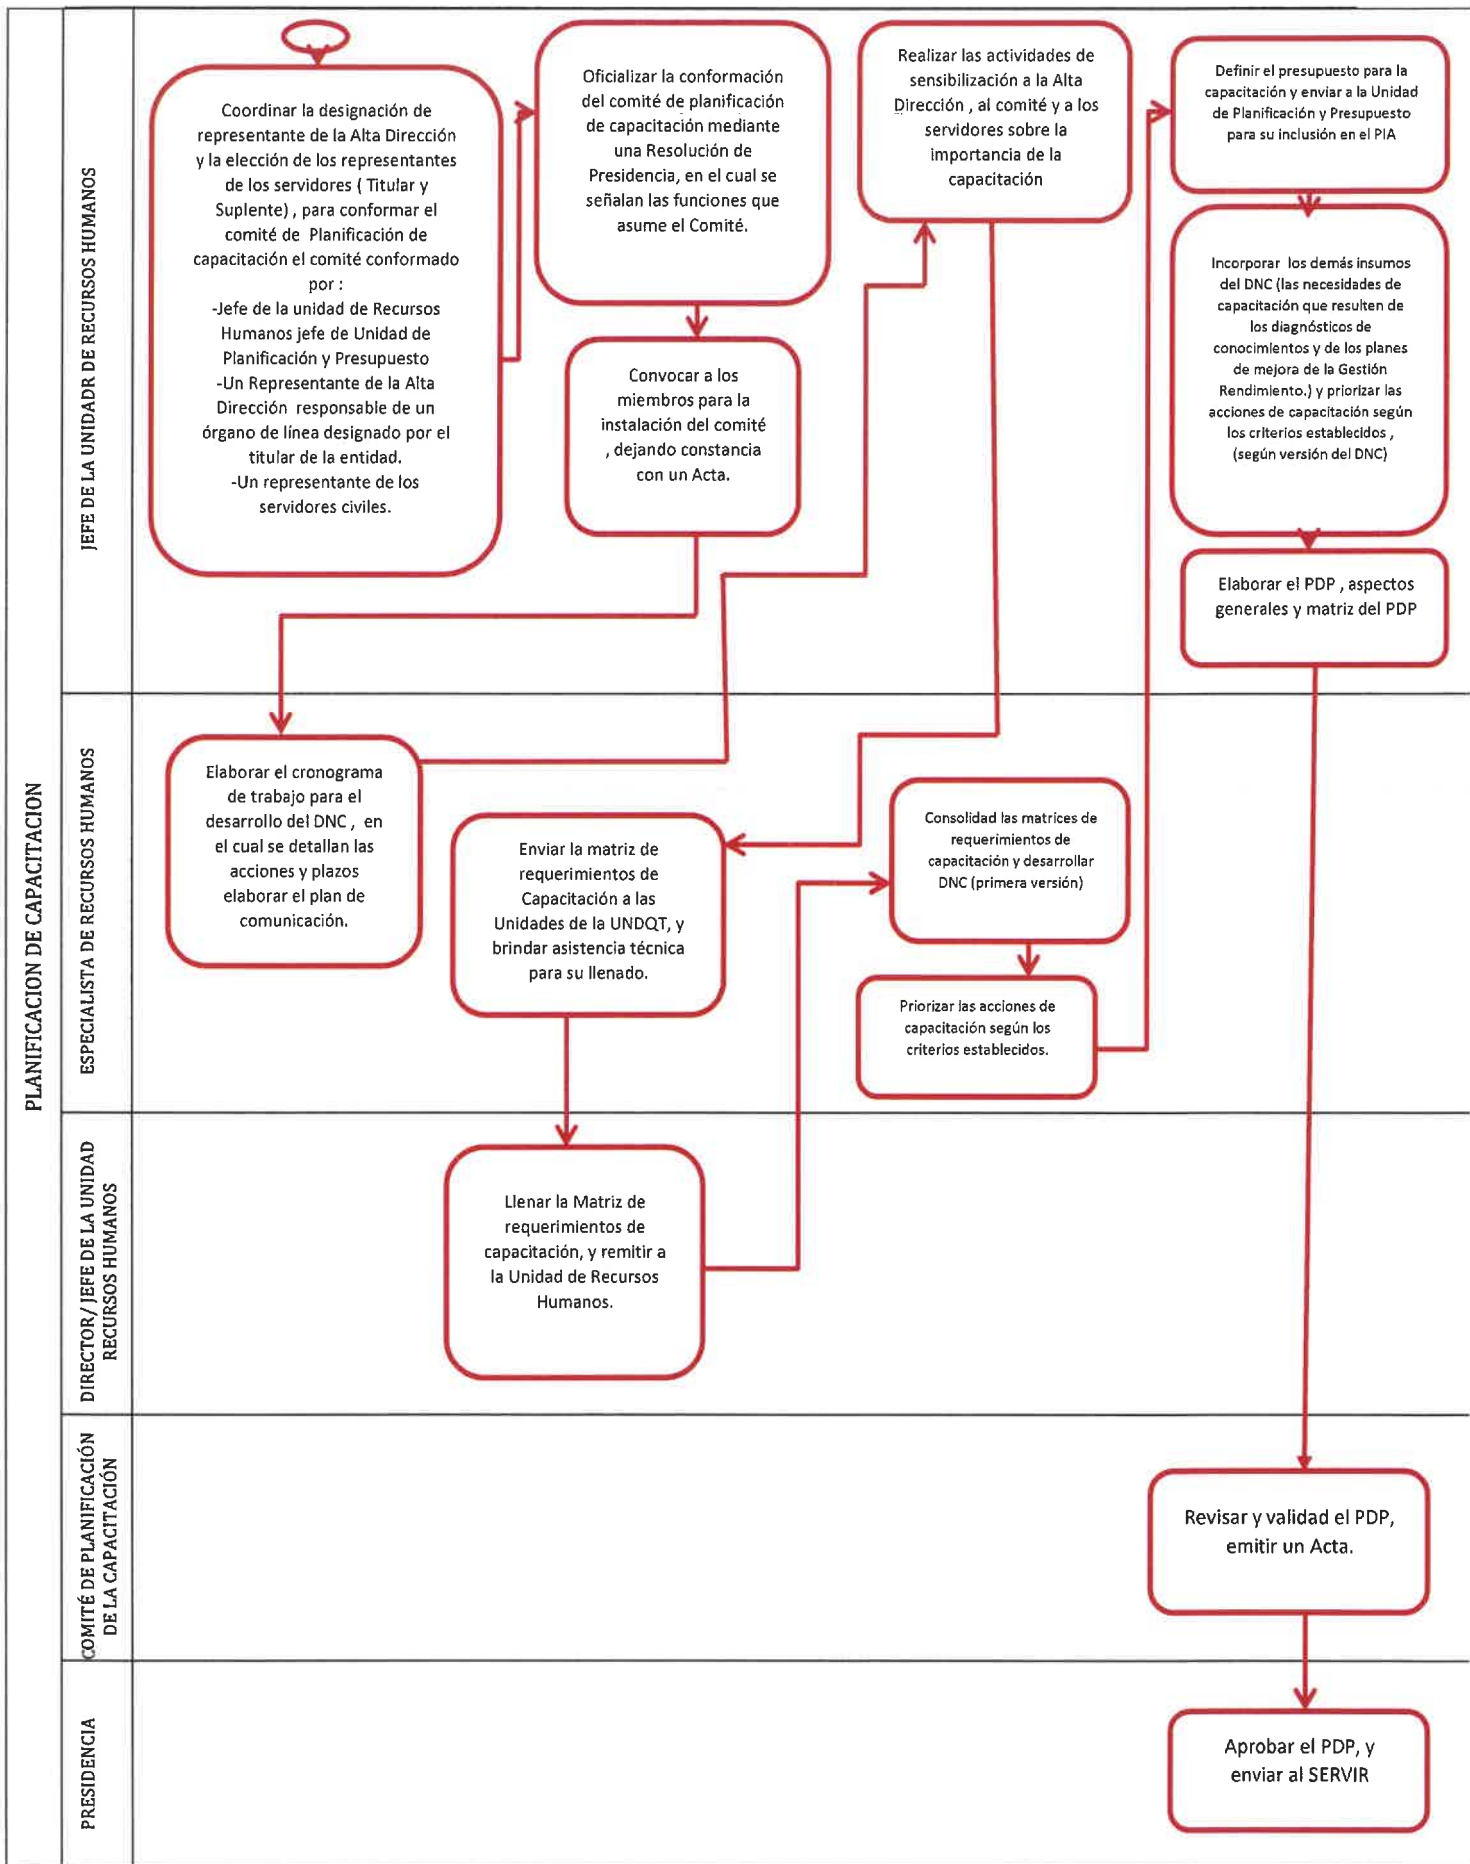 PLANIFICACION DE CAPACITACION
JEFE DE LA UNIDADR DE RECURSOS HUMANOS
Coordinar la designación de
representante de la Alta Dirección
y la elección de los representantes
de los servidores ( Titular y
Suplente) , para conformar el
comité de Planificación de
capacitación el comité conformado
por :
-Jefe de la unidad de Recursos
Humanos jefe de Unidad de
Planificación y Presupuesto
-Un Representante de la Alta
Dirección responsable de un
órgano de línea designado por el
titular de la entidad.
-Un representante de los
servidores civiles.
Oficializar la conformación
del comité de planificación
de capacitación mediante
una Resolución de
Presidencia, en el cual se
señalan las funciones que
asume el Comité.
Convocar a los
miembros para la
instalación del comité
, dejando constancia
con un Acta.
Realizar las actividades de
sensibilización a la Alta
Dirección , al comité y a los
servidores sobre la
importancia de la
capacitación
Definir el presupuesto para la
capacitación y enviar a la Unidad
de Planificación y Presupuesto
para su inclusión en el PIA
Incorporar los demás insumos
del DNC (las necesidades de
capacitación que resulten de
los diagnósticos de
conocimientos y de los planes
de mejora de la Gestión
Rendimiento.) y priorizar las
acciones de capacitación según
los criterios establecidos ,
(según versión del DNC)
Elaborar el PDP , aspectos
generales y matriz del PDP
ESPECIALISTA DE RECURSOS HUMANOS
Elaborar el cronograma
de trabajo para el
desarrollo del DNC , en
el cual se detallan las
acciones y plazos
elaborar el plan de
comunicación.
Enviar la matriz de
requerimientos de
Capacitación a las
Unidades de la UNDQT, y
brindar asistencia técnica
para su llenado.
Consolidad las matrices de
requerimientos de
capacitación y desarrollar
DNC (primera versión)
Priorizar las acciones de
capacitación según los
criterios establecidos.
DIRECTOR/ JEFE DE LA UNIDAD
RECURSOS HUMANOS
Llenar la Matriz de
requerimientos de
capacitación, y remitir a
la Unidad de Recursos
Humanos.
COMITÉ DE PLANIFICACIÓN
DE LA CAPACITACIÓN
Revisar y validad el PDP,
emitir un Acta.
PRESIDENCIA
Aprobar el PDP, y
enviar al SERVIR